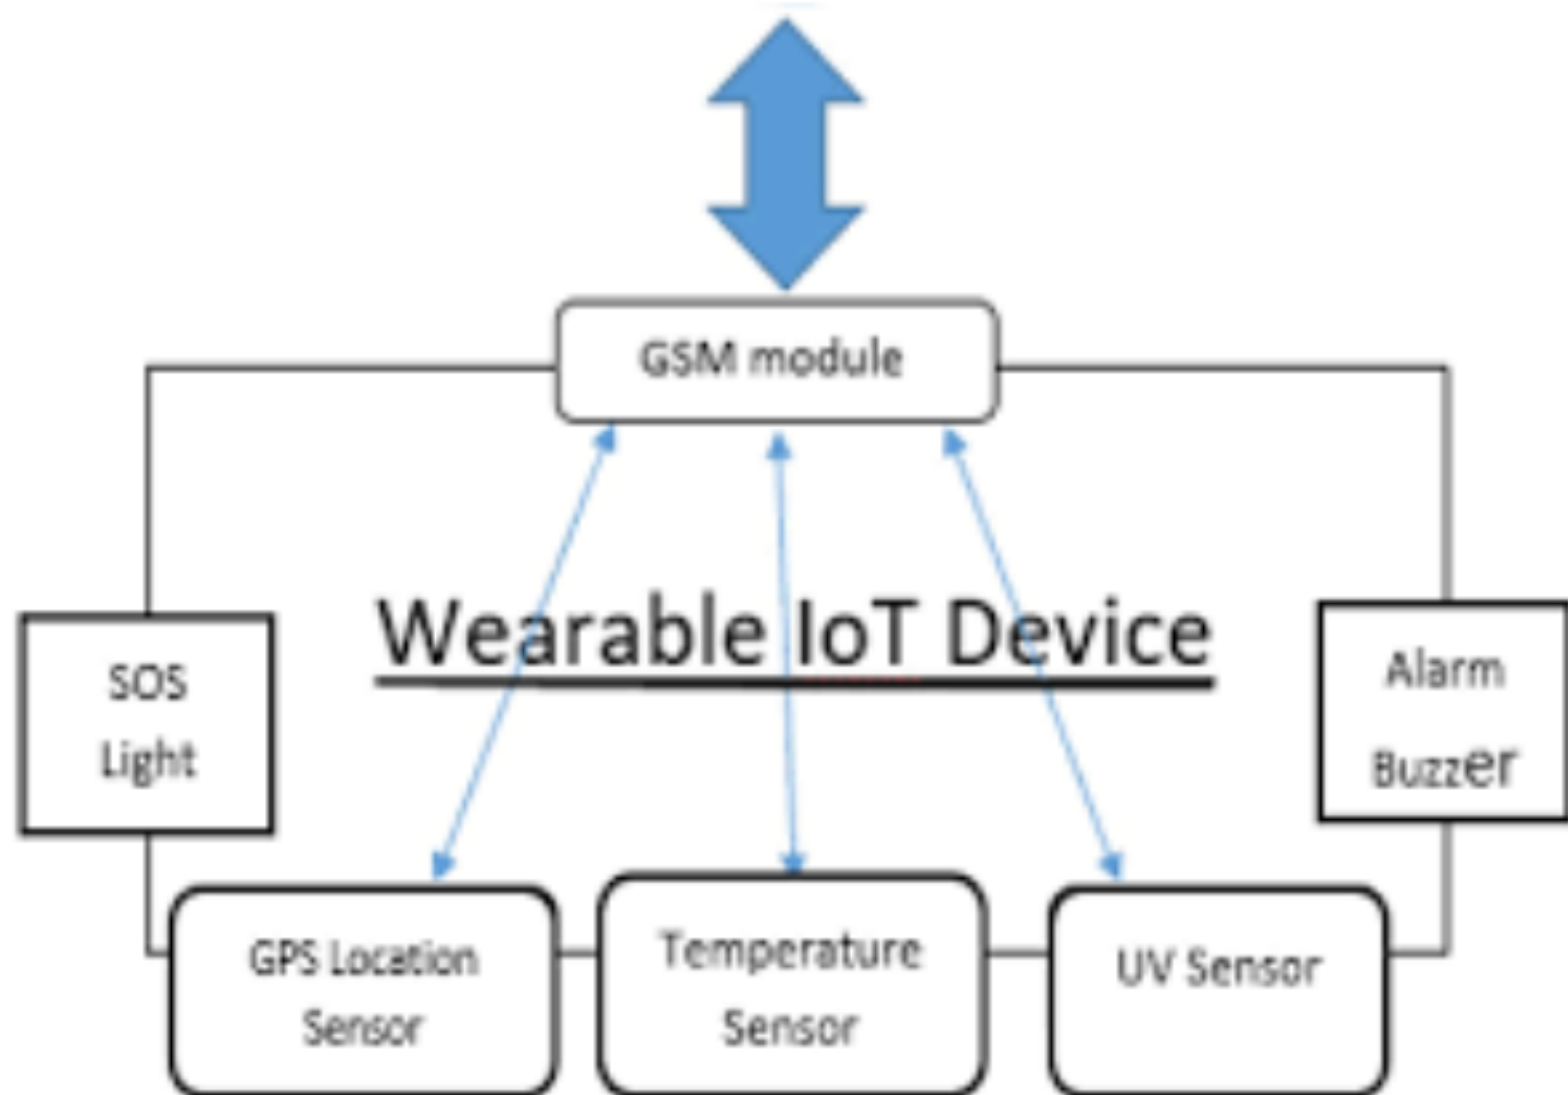 GSM module
Wearable IoT Device
SOS
Light
Alarm
Buzzer
GPS Location
Sensor
Temperature
Sensor
UV Sensor